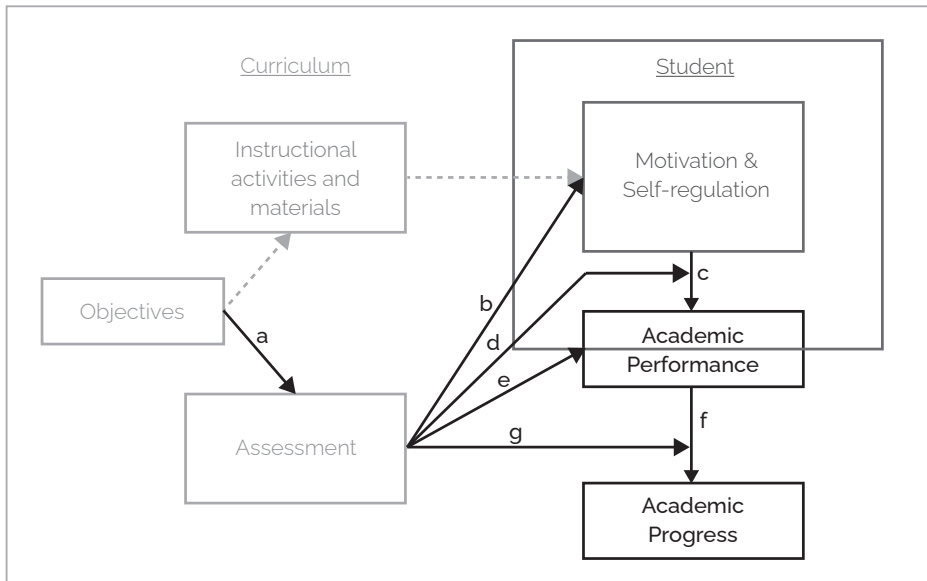 Curriculum
Student
Instructional
activities and
materials
Motivation &
Self-regulation
Objectives
a
b
c
d
e
Academic
Performance
Assessment
g
f
Academic
Progress